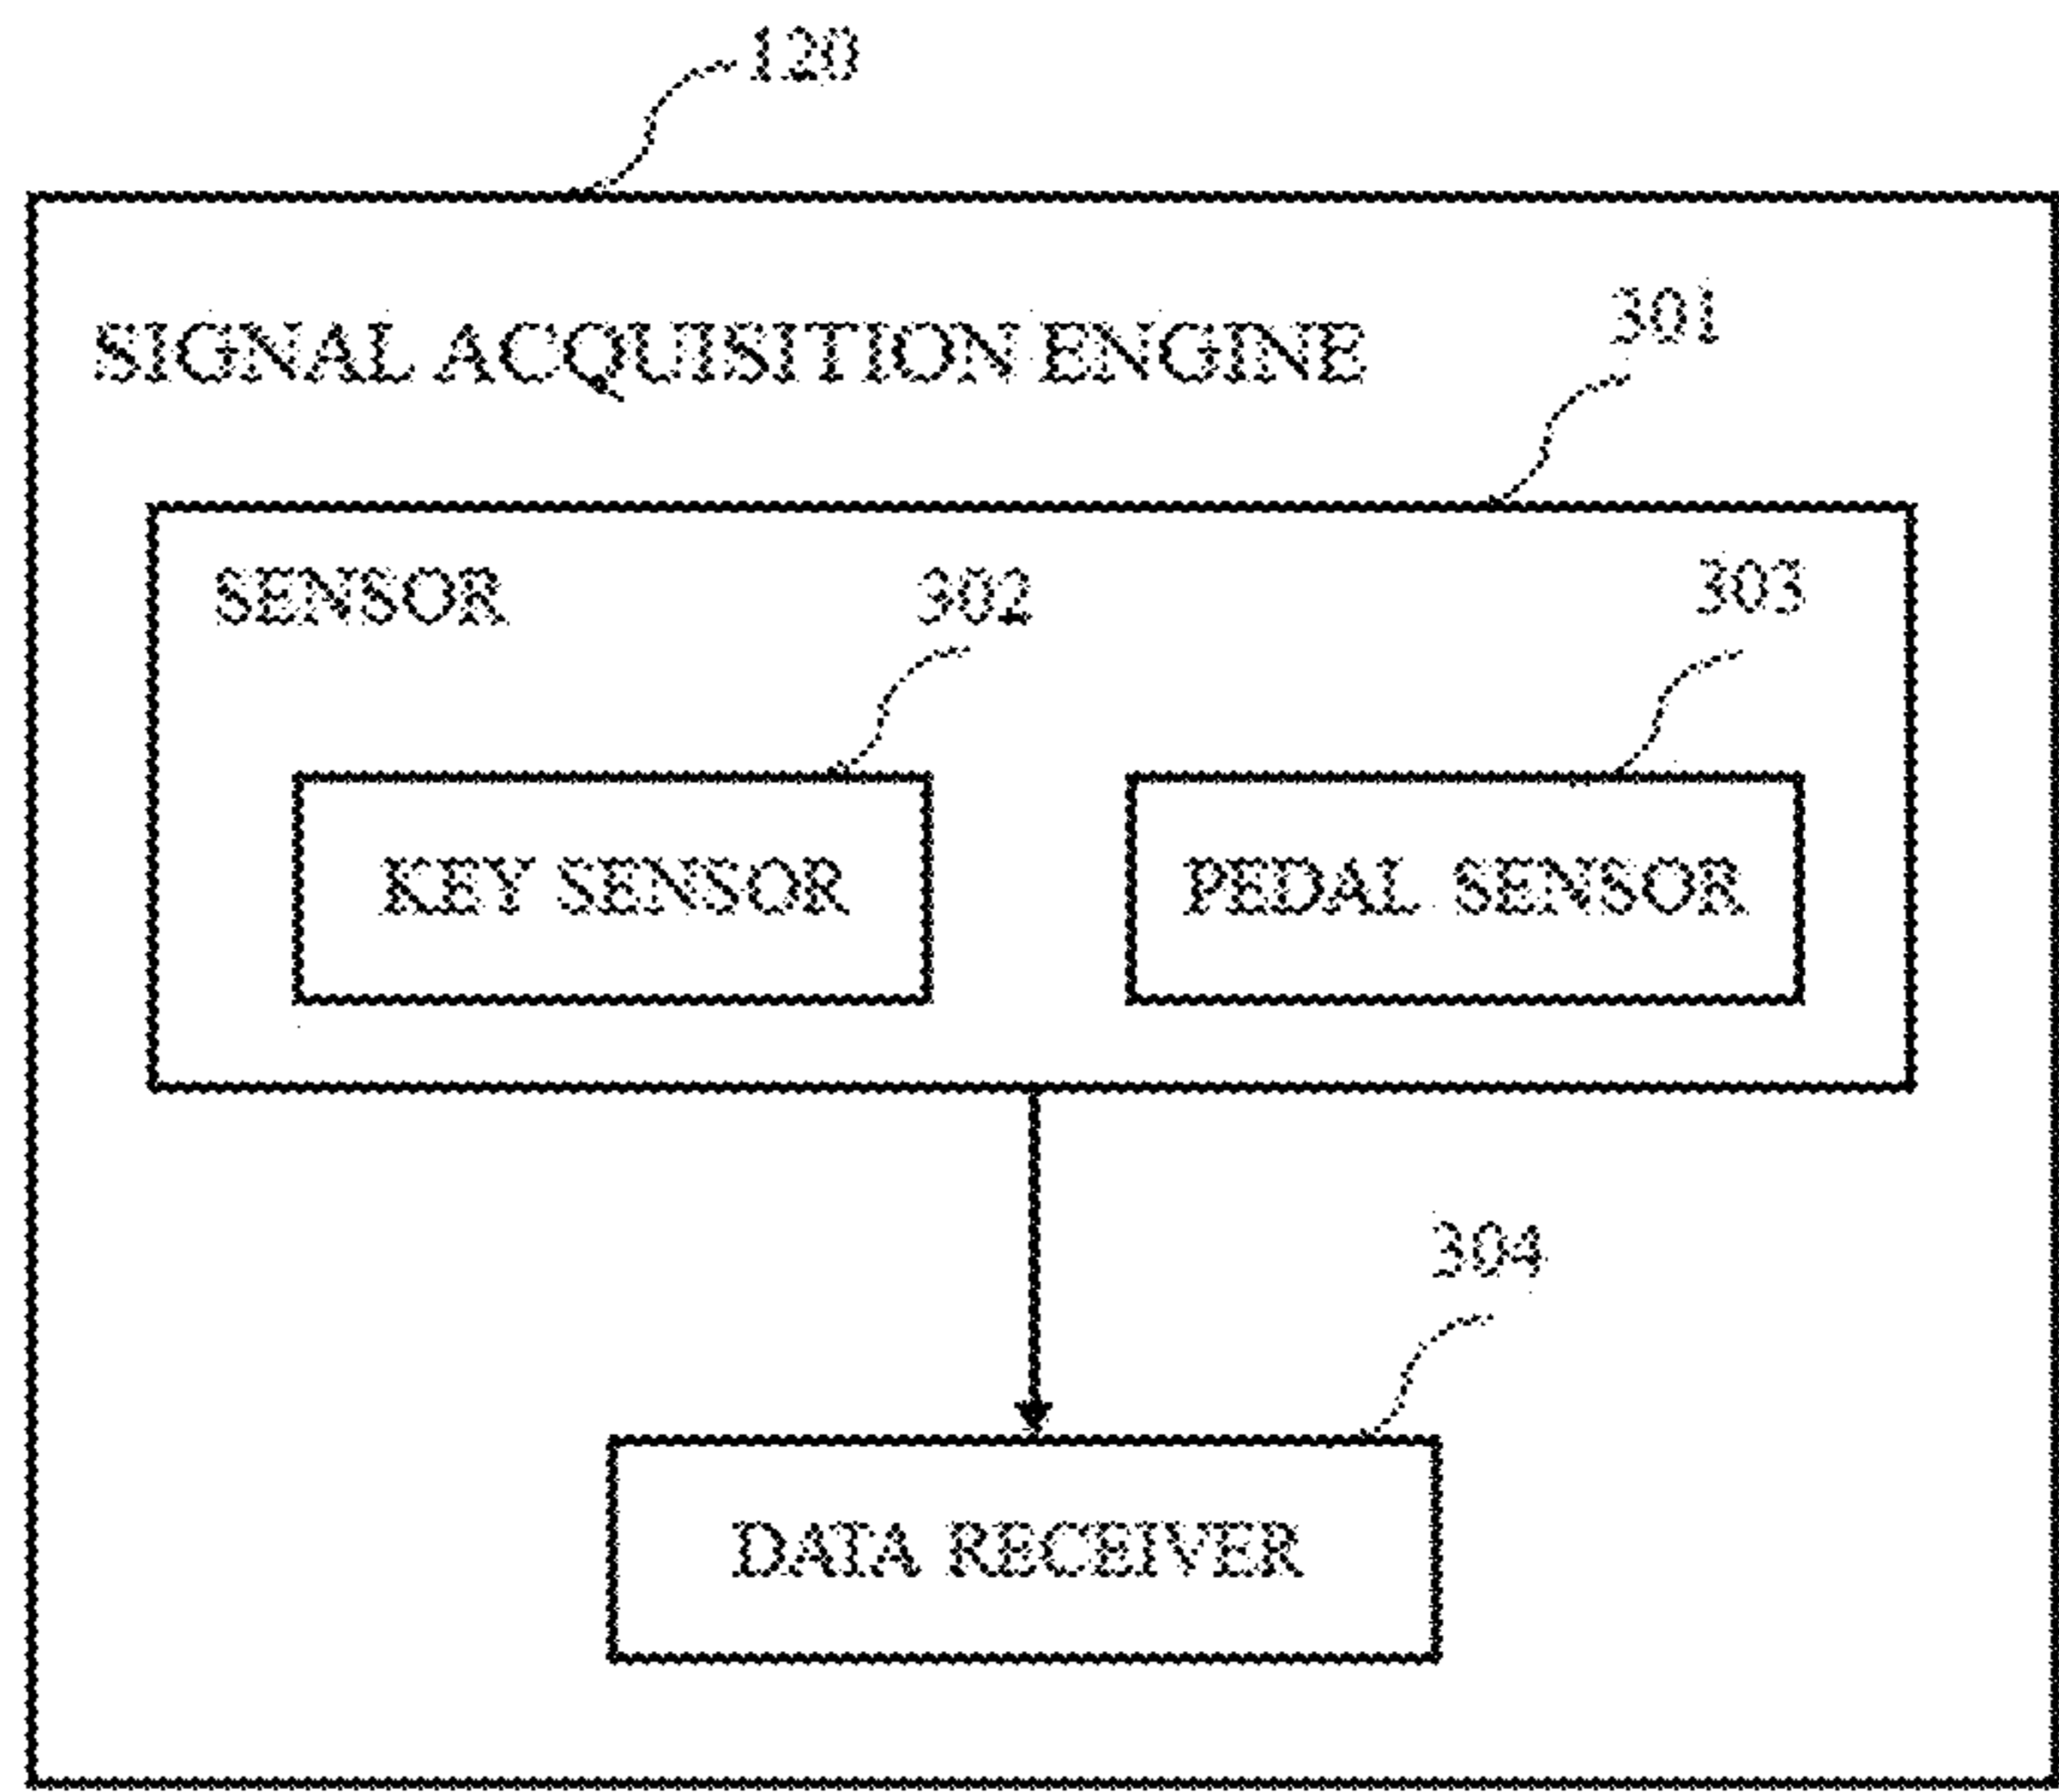 120
SIGNAL ACQUISITION ENGINE
301
SENSOR
302
303
KEY SENSOR
PEDAL SENSOR
304
DATA RECEIVER